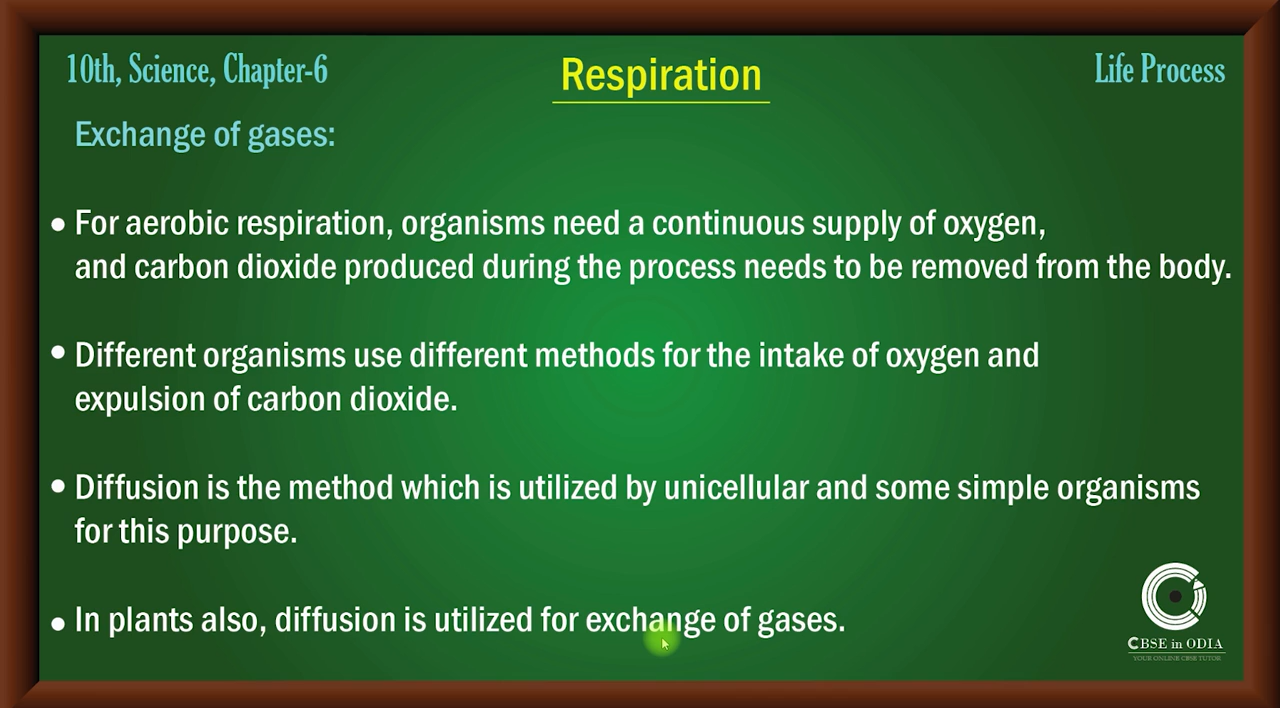 10th, Science, Chapter-6
Respiration
Life Process
Exchange of gases:
• For aerobic respiration, organisms need a continuous supply of oxygen,
and carbon dioxide produced during the process needs to be removed from the body.
• Different organisms use different methods for the intake of oxygen and
expulsion of carbon dioxide.
• Diffusion is the method which is utilized by unicellular and some simple organisms
for this purpose.
• In plants also, diffusion is utilized for exchange of gases.
CBSE in ODIA
YOUR ONLINE CBSE TUTOR